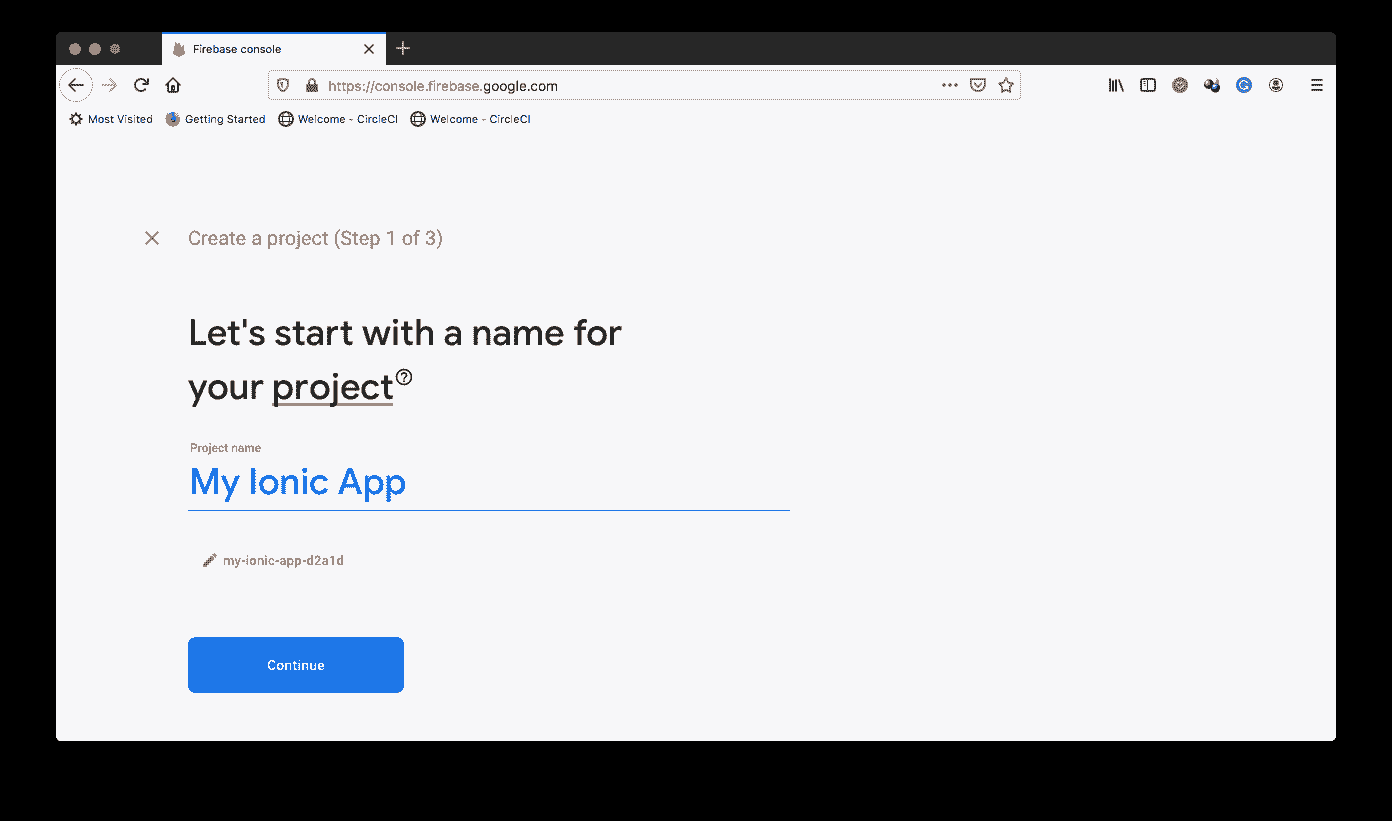 Firebase console
https://console.firebase.google.com
Most Visited Getting Started Welcome - CircleCI Welcome - CircleCI
Create a project (Step 1 of 3)
Let's start with a name for
your project
Project name
My Ionic App
my-ionic-app-d2a1d
Continue